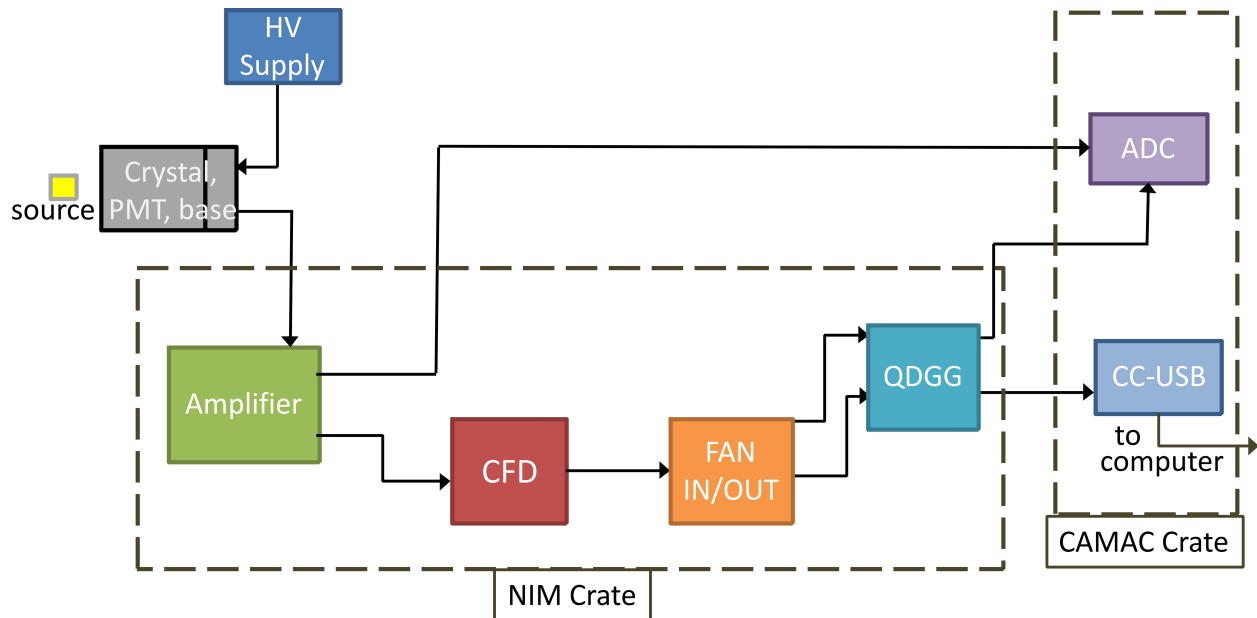 HV
Supply
Crystal,
PMT, base
source
ADC
Amplifier
QDGG
CC-USB
CFD
FAN
IN/OUT
to
computer
CAMAC Crate
NIM Crate